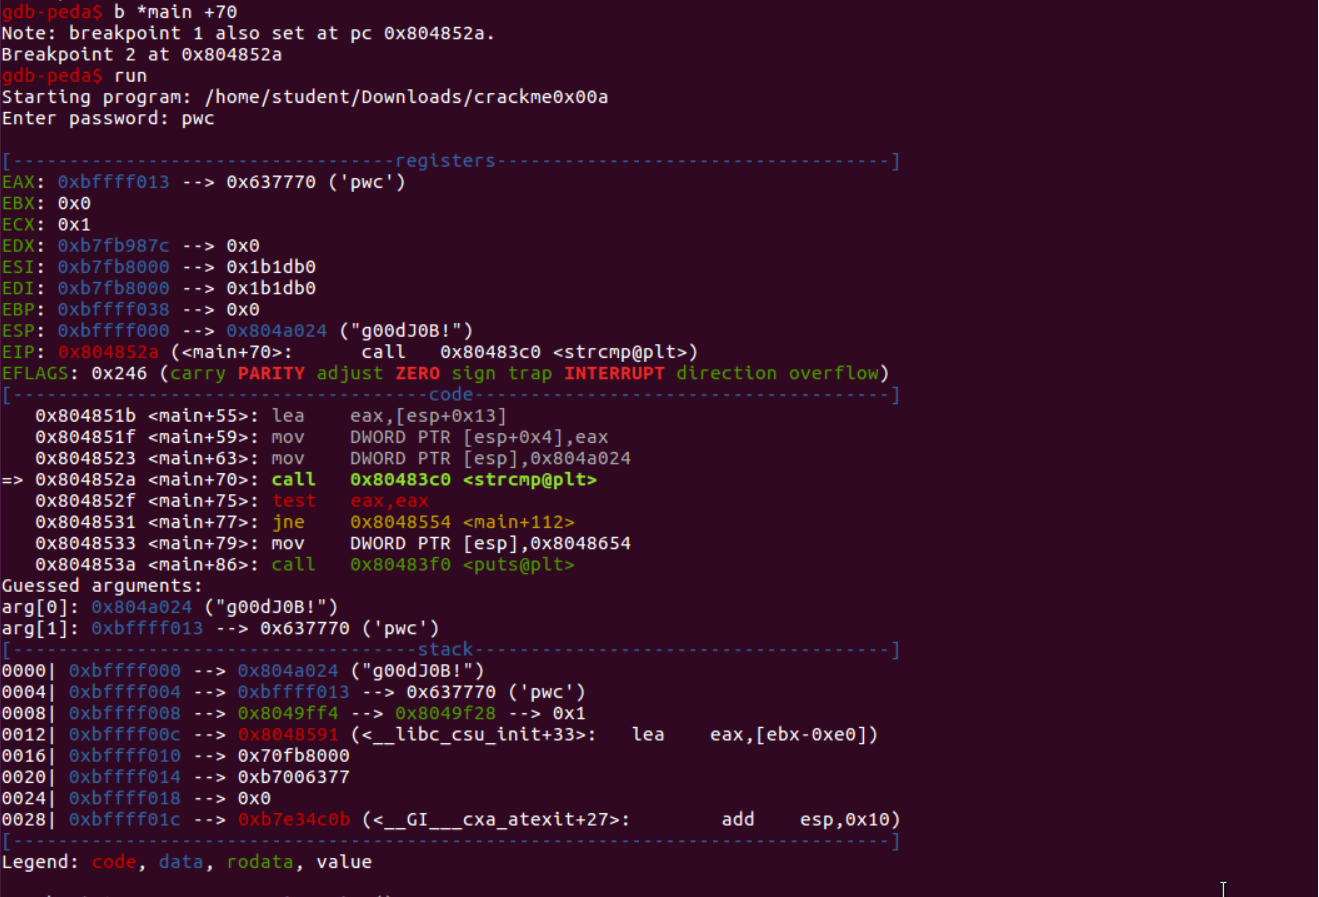 gdb-peda$ b *main +70
Note: breakpoint 1 also set at pc 0x804852a.
Breakpoint 2 at 0x804852a
gdb-peda$ run
Starting program: /home/student/Downloads/crackme0x00a
Enter password: pwc
[----------------------------------registers-----------------------------------]
EAX: 0xbffff013 --> 0x637770 ('pwc')
EBX: 0x0
ECX: 0x1
EDX: 0xb7fb987c --> 0x0
ESI: 0xb7fb8000 --> 0x1b1db0
EDI: 0xb7fb8000 --> 0x1b1db0
EBP: 0xbffff038 --> 0x0
ESP: 0xbffff000 --> 0x804a024 ("g00dJ0B!")
EIP: 0x804852a (<main+70>:      call   0x80483c0 <strcmp@plt>)
EFLAGS: 0x246 (carry PARITY adjust ZERO sign trap INTERRUPT direction overflow)
[-------------------------------------code-------------------------------------]
   0x804851b <main+55>: lea    eax,[esp+0x13]
   0x804851f <main+59>: mov    DWORD PTR [esp+0x4],eax
   0x8048523 <main+63>: mov    DWORD PTR [esp],0x804a024
=> 0x804852a <main+70>: call   0x80483c0 <strcmp@plt>
   0x804852f <main+75>: test   eax,eax
   0x8048531 <main+77>: jne    0x8048554 <main+112>
   0x8048533 <main+79>: mov    DWORD PTR [esp],0x8048654
   0x804853a <main+86>: call   0x80483f0 <puts@plt>
Guessed arguments:
arg[0]: 0x804a024 ("g00dJ0B!")
arg[1]: 0xbffff013 --> 0x637770 ('pwc')
[------------------------------------stack-------------------------------------]
0000| 0xbffff000 --> 0x804a024 ("g00dJ0B!")
0004| 0xbffff004 --> 0xbffff013 --> 0x637770 ('pwc')
0008| 0xbffff008 --> 0x8049ff4 --> 0x8049f28 --> 0x1
0012| 0xbffff00c --> 0x8048591 (<__libc_csu_init+33>:   lea    eax,[ebx-0xe0])
0016| 0xbffff010 --> 0x70fb8000
0020| 0xbffff014 --> 0xb7006377
0024| 0xbffff018 --> 0x0
0028| 0xbffff01c --> 0xb7e34c0b (<__GI___cxa_atexit+27>:        add    esp,0x10)
[------------------------------------------------------------------------------]
Legend: code, data, rodata, value